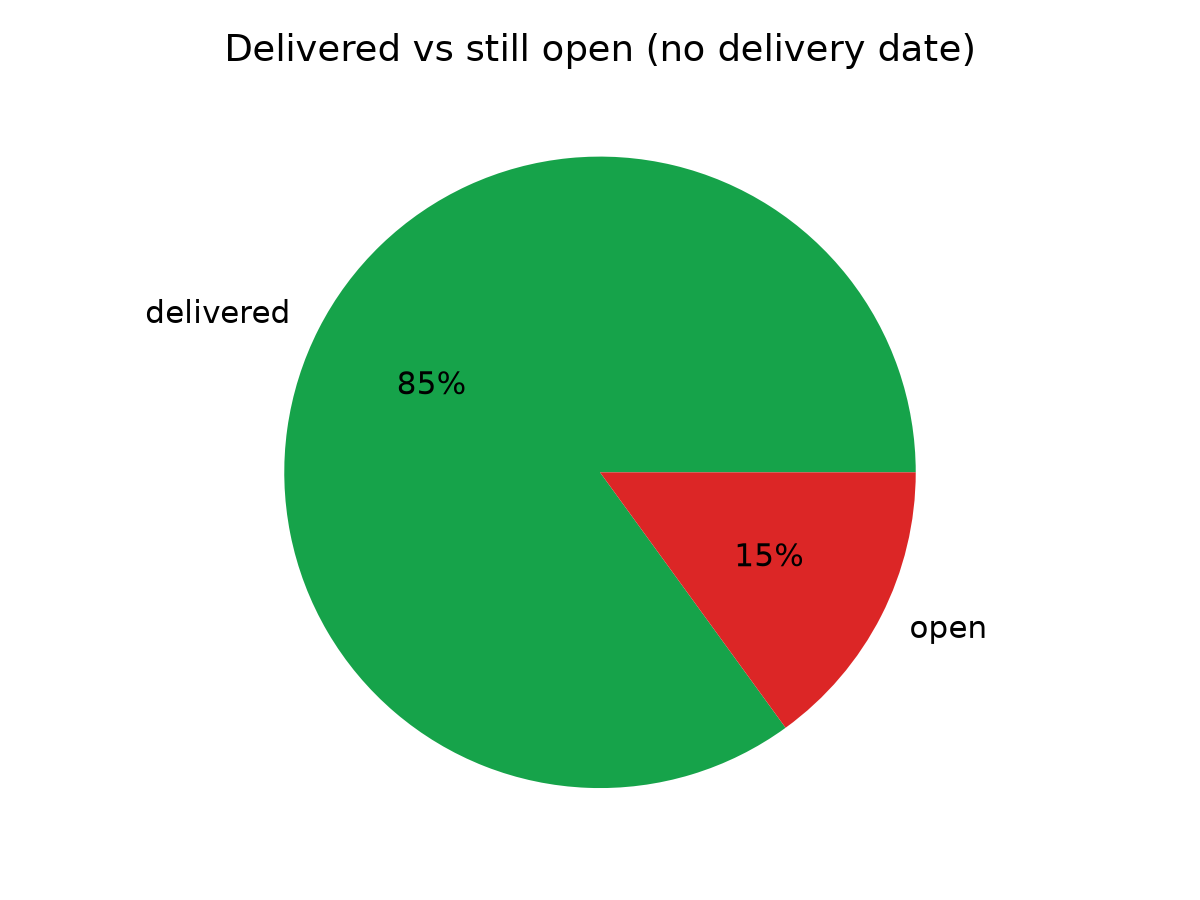 Delivered vs still open (no delivery date)
delivered
85%
15%
open